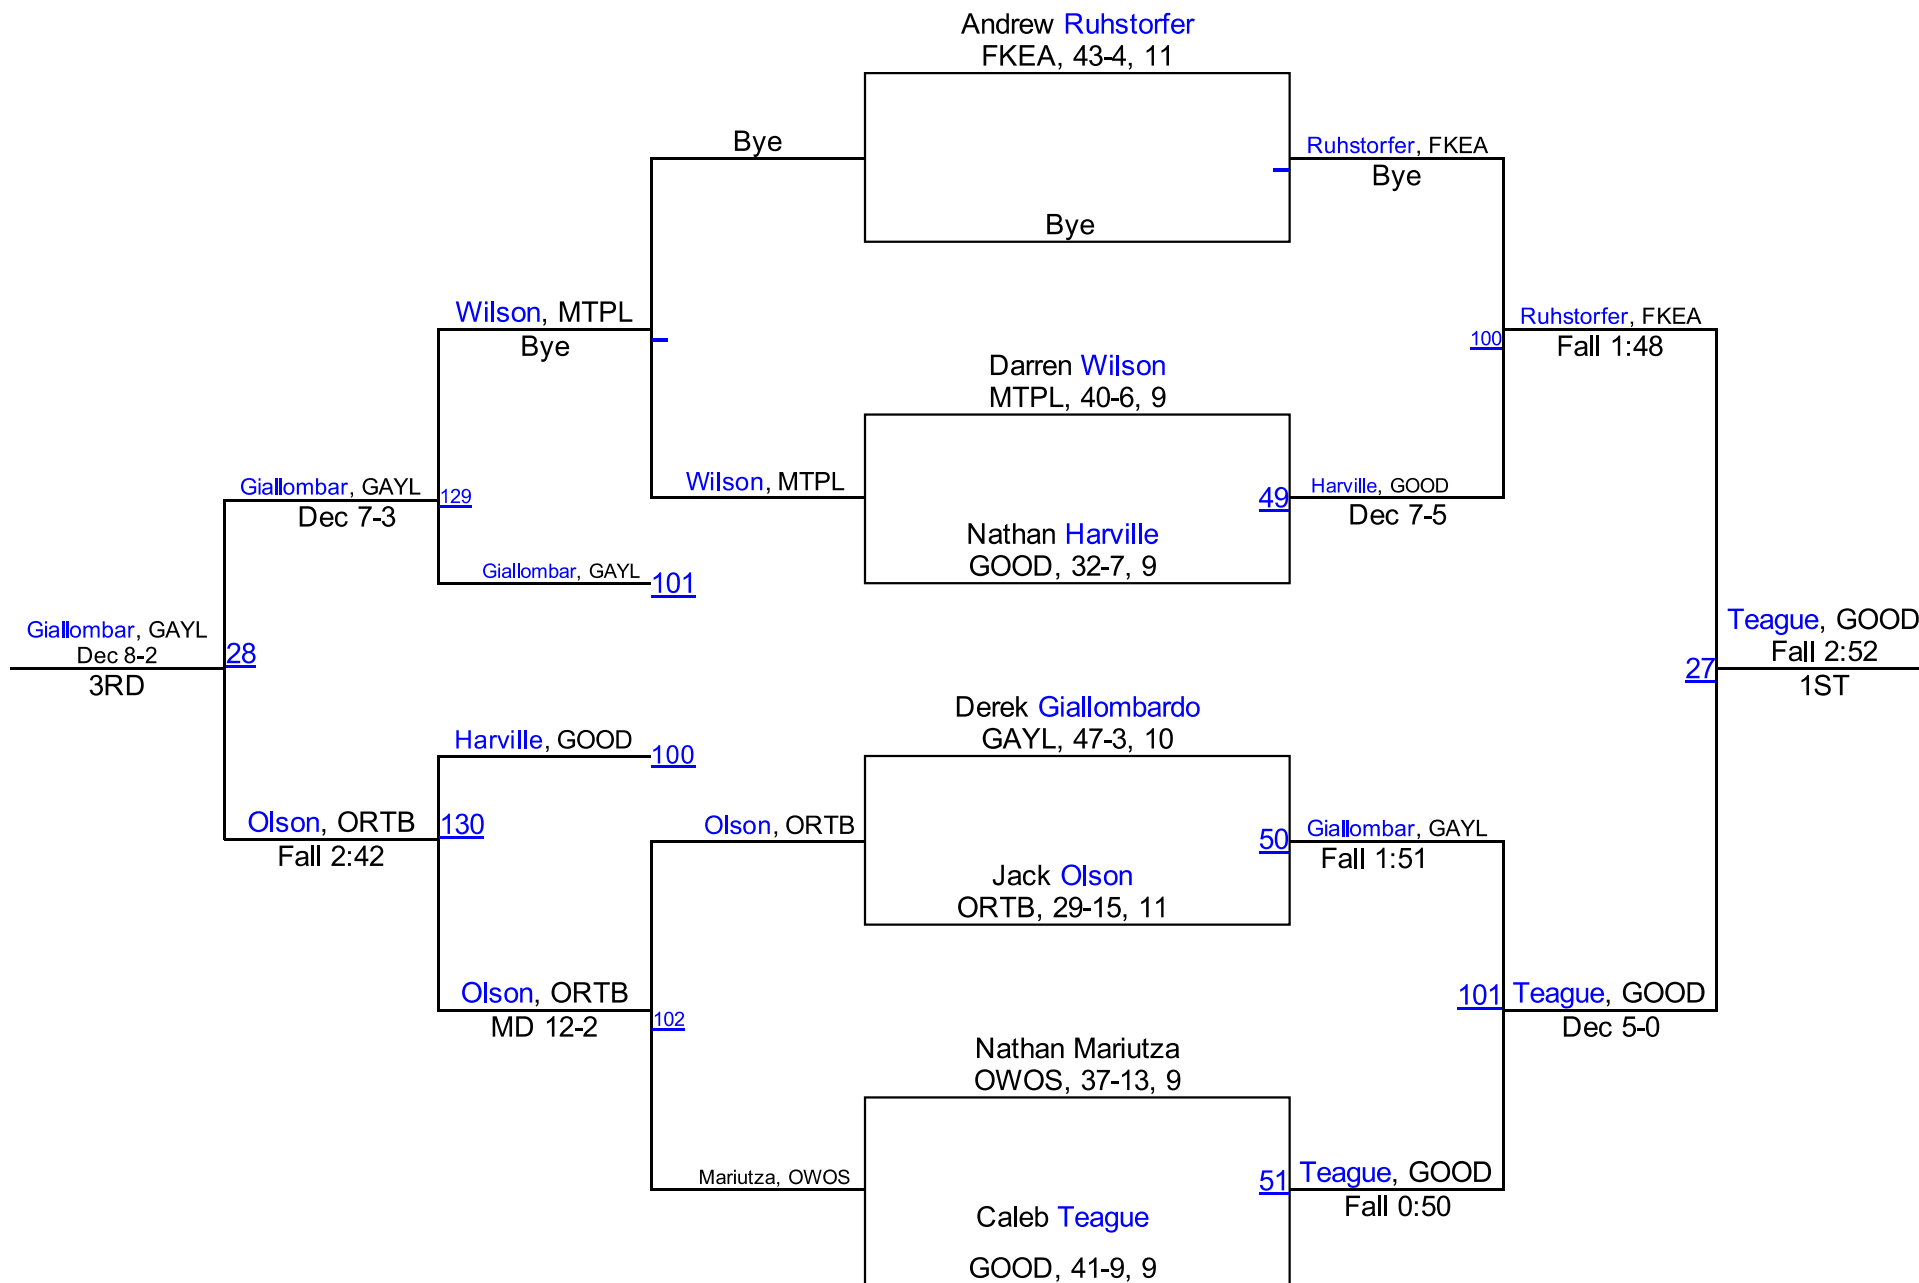 Andrew Ruhstorfer
FKEA, 43-4, 11
Bye
Ruhstorfer, FKEA
Bye
Bye
Wilson, MTPL
Bye
Ruhstorfer, FKEA
100
Fall 1:48
Darren Wilson
MTPL, 40-6, 9
Wilson, MTPL
Giallombar, GAYL
129
Dec 7-3
49
Harville, GOOD
Dec 7-5
Nathan Harville
GOOD, 32-7, 9
Giallombar, GAYL
101
Giallombar, GAYL
Dec 8-2
28
3RD
Teague, GOOD
Fall 2:52
27
1ST
Derek Giallombardo
GAYL, 47-3, 10
Harville, GOOD
100
Olson, ORTB
130
Fall 2:42
Olson, ORTB
50
Giallombar, GAYL
Fall 1:51
Jack Olson
ORTB, 29-15, 11
Olson, ORTB
102
MD 12-2
101
Teague, GOOD
Dec 5-0
Nathan Mariutza
OWOS, 37-13, 9
Mariutza, OWOS
51
Teague, GOOD
Fall 0:50
Caleb Teague
GOOD, 41-9, 9